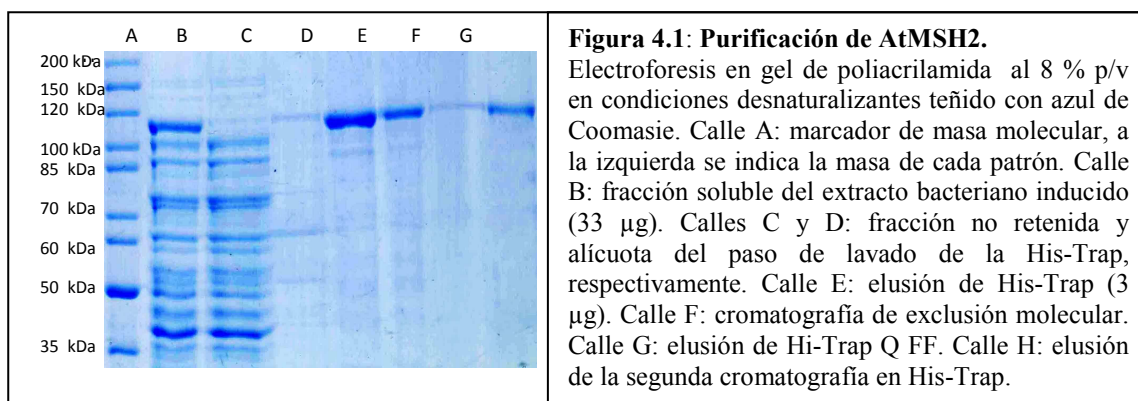 A B C D E F G
200 kDa
150 kDa
120 kDa
100 kDa
85 kDa
70 kDa
60 kDa
50 kDa
35 kDa
Figura 4.1: Purificación de AtMSH2.
Electroforesis en gel de poliacrilamida al 8 % p/v
en condiciones desnaturalizantes teñido con azul de
Coomasie. Calle A: marcador de masa molecular, a
la izquierda se indica la masa de cada patrón. Calle
B: fracción soluble del extracto bacteriano inducido
(33 µg). Calles C y D: fracción no retenida y
alícuota del paso de lavado de la His-Trap,
respectivamente. Calle E: elusión de His-Trap (3
µg). Calle F: cromatografía de exclusión molecular.
Calle G: elusión de Hi-Trap Q FF. Calle H: elusión
de la segunda cromatografía en His-Trap.